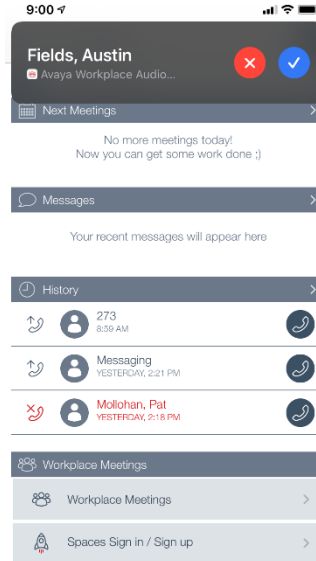 9:00
Fields, Austin
Avaya Workplace Audio...
Next Meetings
No more meetings today!
Now you can get some work done ;)
Messages
Your recent messages will appear here
History
273
8:59 AM
Messaging
YESTERDAY, 2:21 PM
Mollohan, Pat
YESTERDAY, 2:18 PM
Workplace Meetings
Workplace Meetings
Spaces Sign in / Sign up